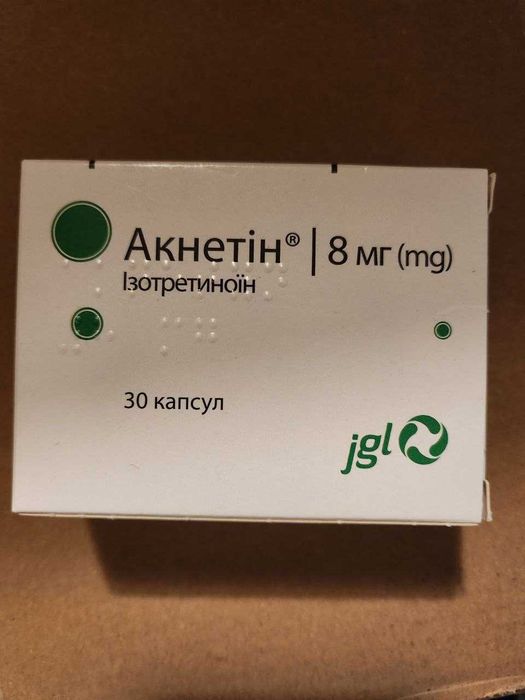 Акнетін® | 8 мг (mg)
Ізотретиноїн
30 капсул
jgl